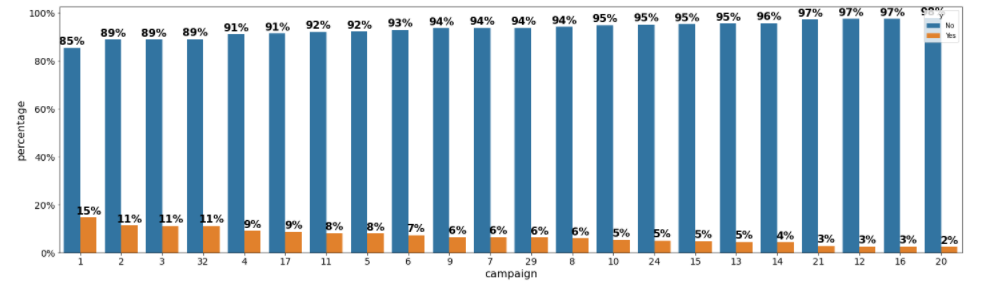 100%
80%
60%
40%
20%
0%
percentage
85% 89% 89% 89% 91% 91% 92% 92% 93% 94% 94% 94% 94% 95% 95% 95% 95% 96% 97% 97% 97%
15% 11% 11% 11% 9% 9% 8% 8% 7% 6% 6% 6% 6% 5% 5% 5% 5% 4% 3% 3% 3% 2%
1 2 3 32 4 17 11 5 6 9 7 29 8 10 24 15 13 14 21 12 16 20
campaign
y
No
Yes